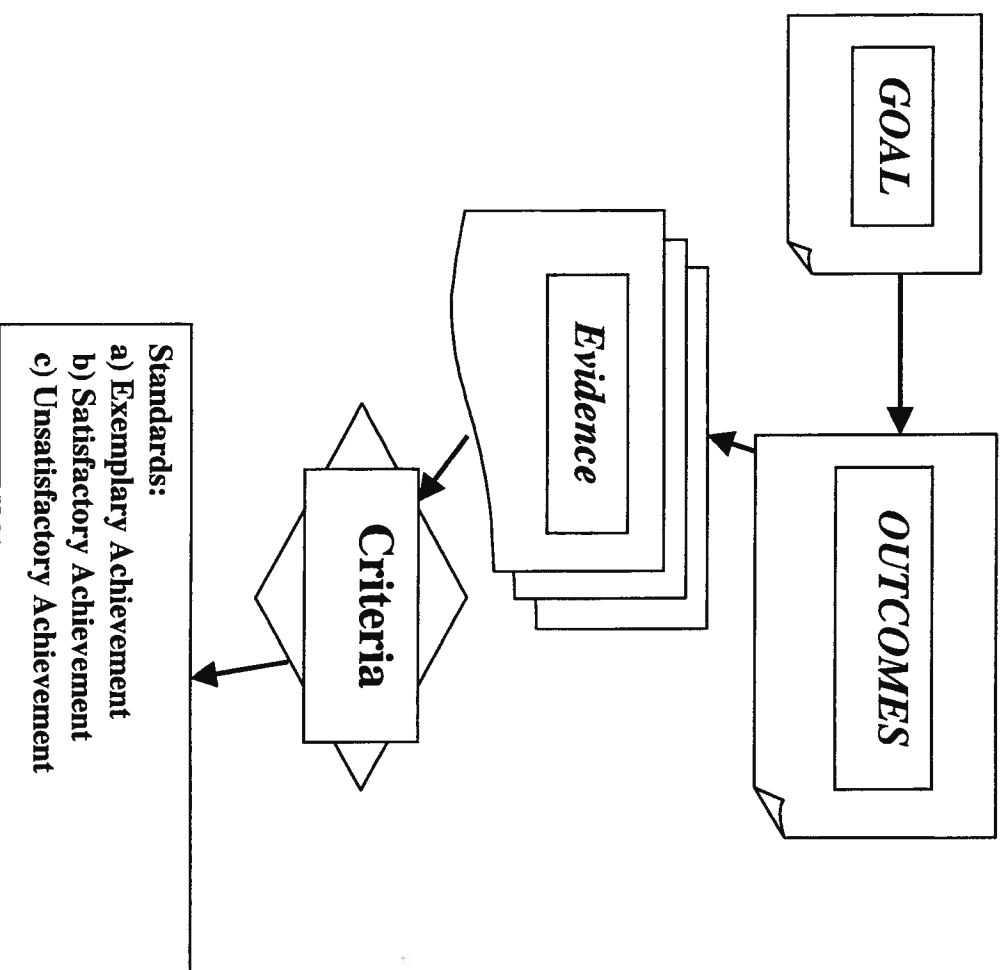 GOAL
OUTCOMES
Evidence
Criteria
Standards:
a) Exemplary Achievement
b) Satisfactory Achievement
c) Unsatisfactory Achievement